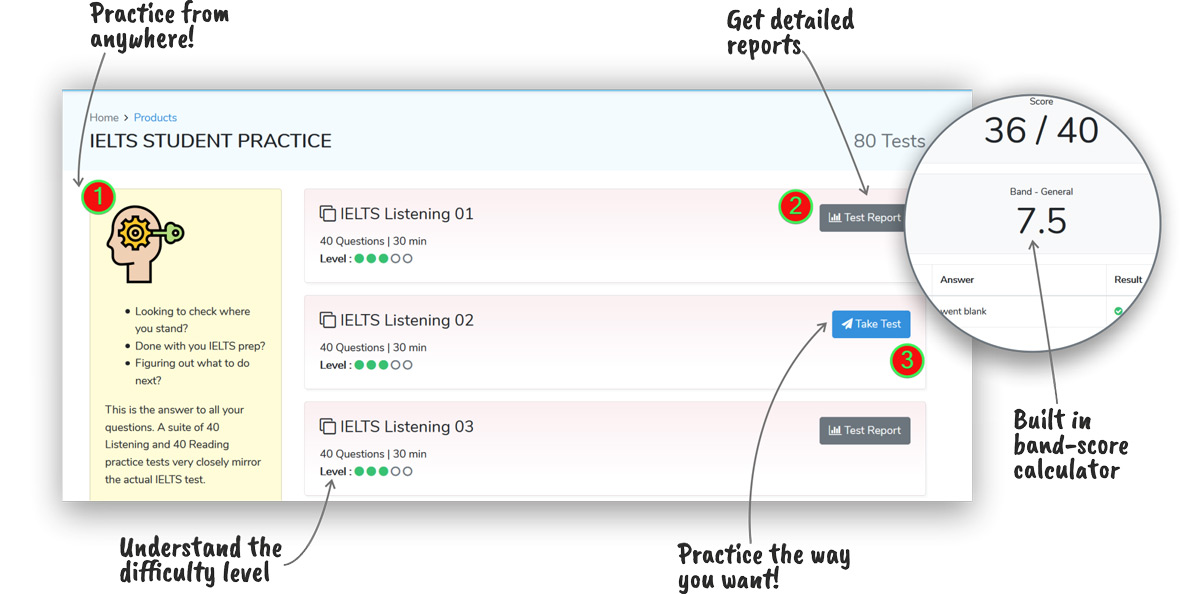 Practice from
anywhere!
Get detailed
reports
Home > Products
IELTS STUDENT PRACTICE
80 Tests
Score
36 / 40
Band - General
7.5
Answer
Result
went blank
1
• Looking to check where
you stand?
• Done with you IELTS prep?
• Figuring out what to do
next?
This is the answer to all your
questions. A suite of 40
Listening and 40 Reading
practice tests very closely mirror
the actual IELTS test.
IELTS Listening 01
40 Questions | 30 min
Level :
2
Test Report
IELTS Listening 02
40 Questions | 30 min
Level :
Take Test
3
IELTS Listening 03
40 Questions | 30 min
Level :
Test Report
Built in
band-score
calculator
Understand the
difficulty level
Practice the way
you want!